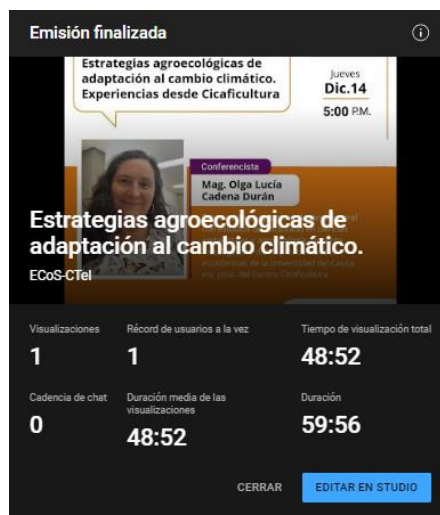 Emisión finalizada
Estrategias agroecológicas de
adaptación al cambio climático.
Experiencias desde Cicaficultura
Jueves
Dic.14
5:00 P.M.
Conferencista
Mag. Olga Lucía
Cadena Durán
Estrategias agroecológicas de
adaptación al cambio climático.
ECoS-CTeI
Visualizaciones
1
Récord de usuarios a la vez
1
Tiempo de visualización total
48:52
Cadencia de chat
0
Duración media de las
visualizaciones
48:52
Duración
59:56
CERRAR
EDITAR EN STUDIO